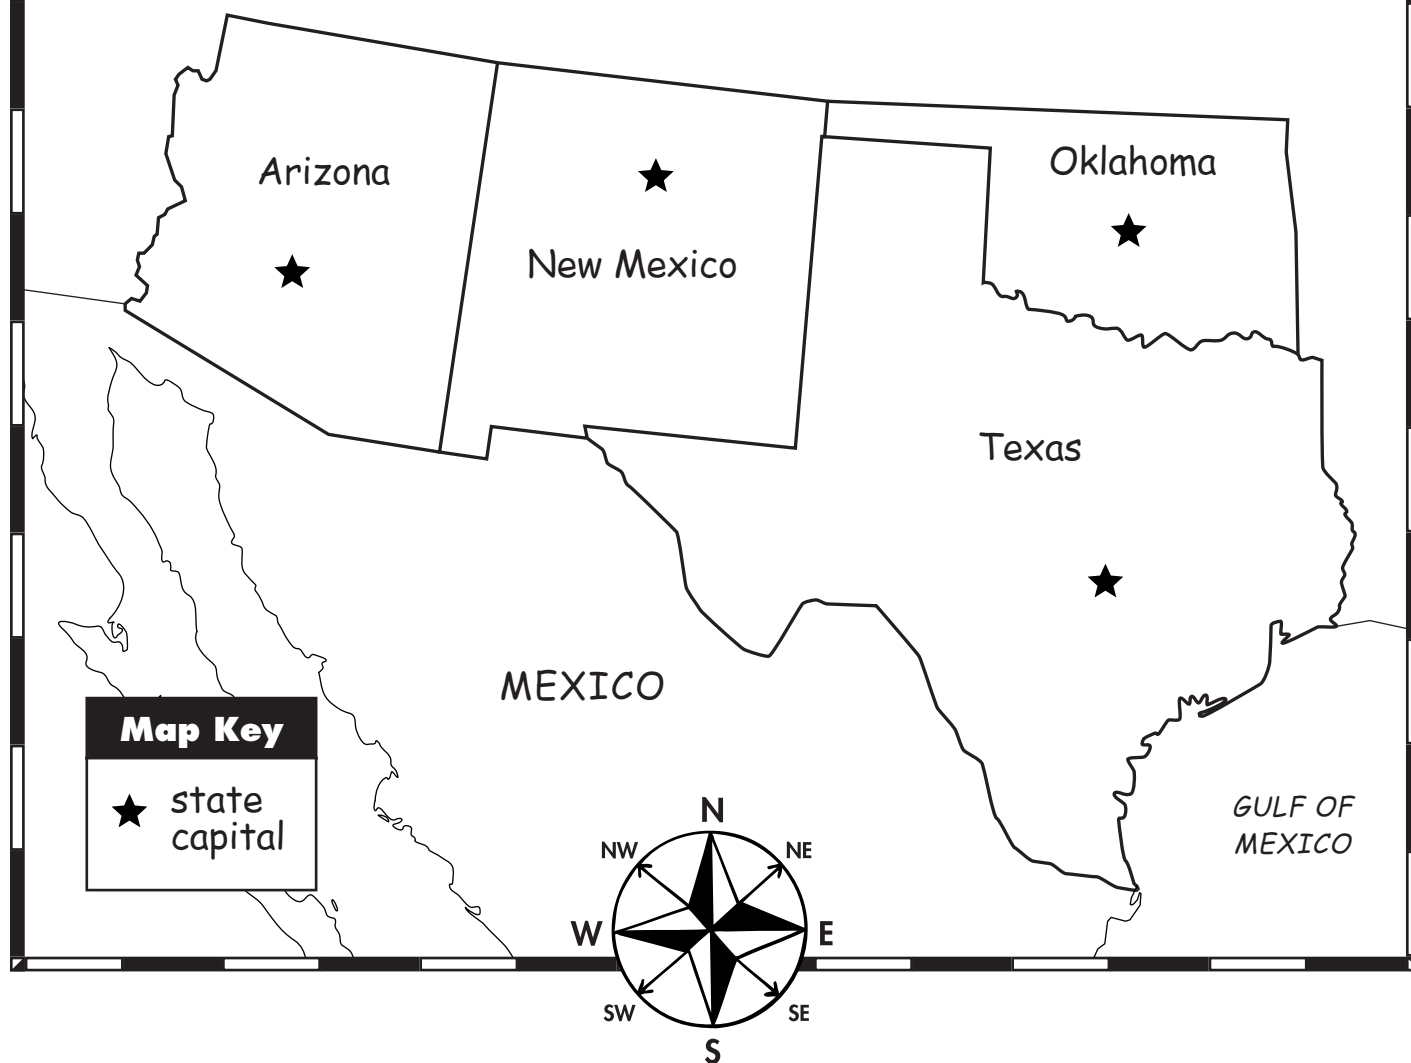 Arizona
Oklahoma
New Mexico
Texas
MEXICO
Map Key
state
capital
GULF OF
MEXICO
N
NW
NE
W
E
SW
SE
S